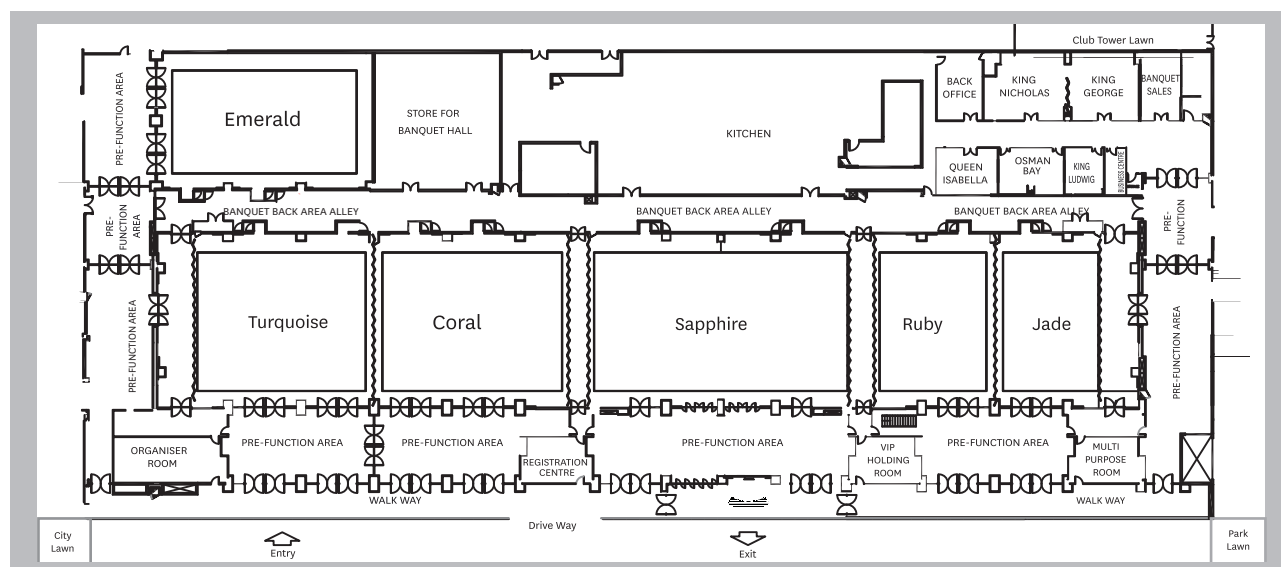 Club Tower Lawn
PRE-FUNCTION AREA
Emerald
STORE FOR
BANQUET HALL
KITCHEN
BACK
OFFICE
KING
NICHOLAS
KING
GEORGE
BANQUET
SALES
QUEEN
ISABELLA
OSMAN
BAY
KING
LUDWIG
BUSINESS CENTRE
PRE-
FUNCTION
AREA
BANQUET BACK AREA ALLEY
BANQUET BACK AREA ALLEY
BANQUET BACK AREA ALLEY
PRE-
FUNCTION
PRE-FUNCTION AREA
Turquoise
Coral
Sapphire
Ruby
Jade
PRE-FUNCTION AREA
ORGANISER
ROOM
PRE-FUNCTION AREA
PRE-FUNCTION AREA
REGISTRATION
CENTRE
PRE-FUNCTION AREA
VIP
HOLDING
ROOM
PRE-FUNCTION AREA
MULTI
PURPOSE
ROOM
WALK WAY
WALK WAY
City
Lawn
Drive Way
Entry
Exit
Park
Lawn